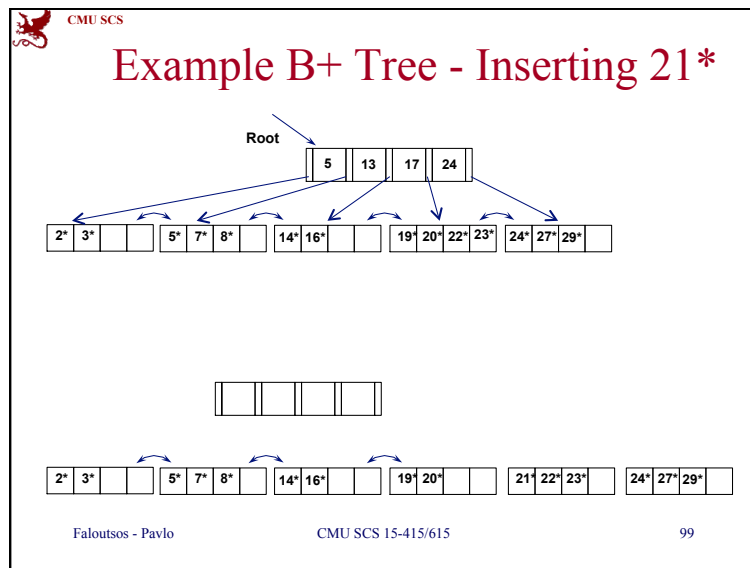 CMU SCS
Example B+ Tree - Inserting 21*
Root
5 13 17 24
2* 3* 5* 7* 8* 14* 16* 19* 20* 22* 23* 24* 27* 29*
2* 3* 5* 7* 8* 14* 16* 19* 20* 21* 22* 23* 24* 27* 29*
Faloutsos - Pavlo CMU SCS 15-415/615 99